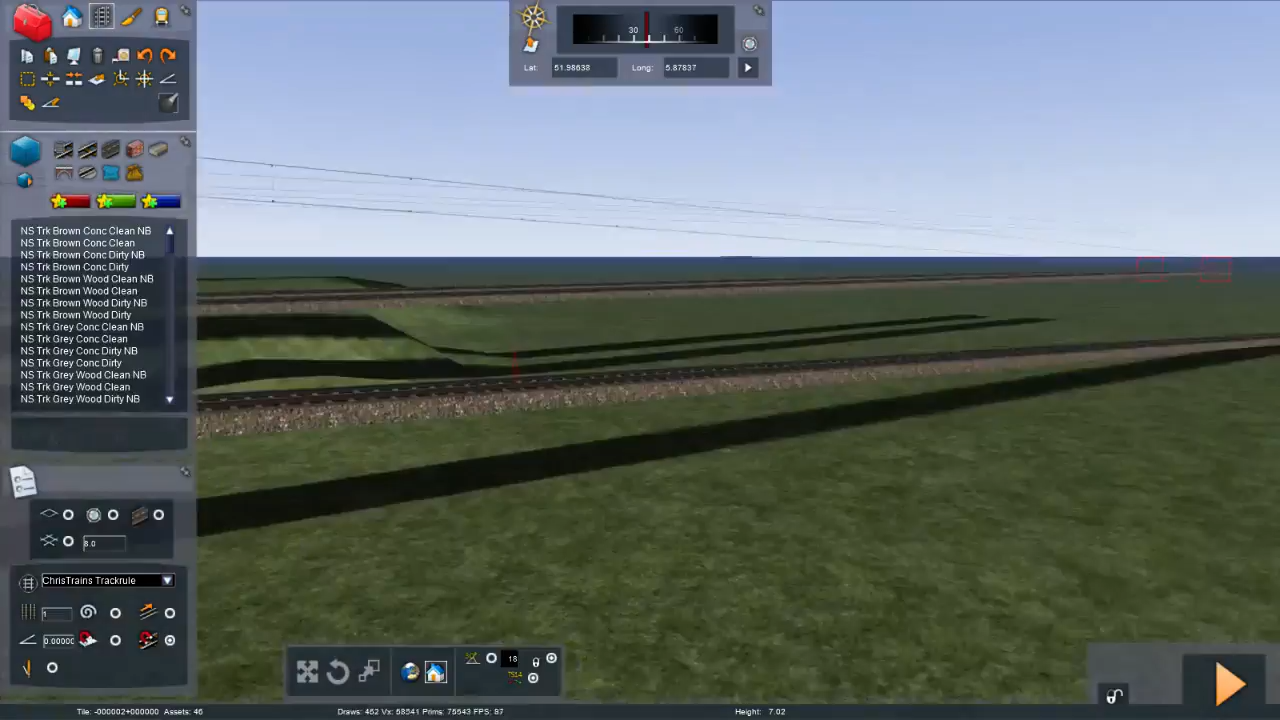 30 60
Lat: 51.98638 Long: 5.87837
NS Trk Brown Conc Clean NB
NS Trk Brown Conc Clean
NS Trk Brown Conc Dirty NB
NS Trk Brown Conc Dirty
NS Trk Brown Wood Clean NB
NS Trk Brown Wood Clean
NS Trk Brown Wood Dirty NB
NS Trk Brown Wood Dirty
NS Trk Grey Conc Clean NB
NS Trk Grey Conc Clean
NS Trk Grey Conc Dirty NB
NS Trk Grey Conc Dirty
NS Trk Grey Wood Clean NB
NS Trk Grey Wood Clean
NS Trk Grey Wood Dirty NB
8.0
ChrisTrains Trackrule
1
0.00000
18
Tile: -000002+000000 Assets: 46
Draws: 462 Vx: 58541 Prims: 75543 FPS: 87
Height: 7.02